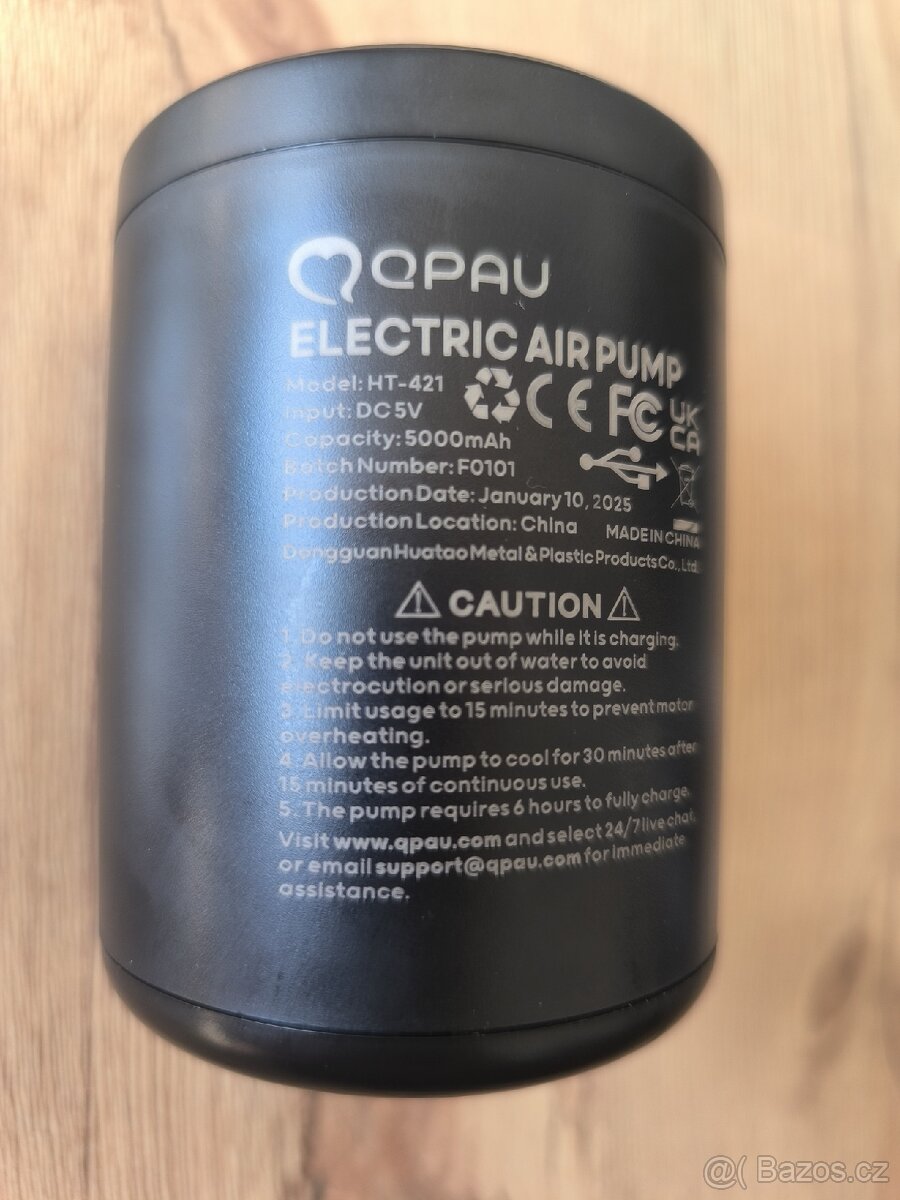 QPAU
ELECTRIC AIR PUMP
Model: HT-421
Input: DC 5V
Capacity: 5000mAh
Batch Number: F0101
Production Date: January 10, 2025
Production Location: China
CE FC UK CA
MADE IN CHINA
Dongguan Huatao Metal & Plastic Products Co., Ltd.
CAUTION
1. Do not use the pump while it is charging.
2. Keep the unit out of water to avoid
electrocution or serious damage.
3. Limit usage to 15 minutes to prevent motor
overheating.
4. Allow the pump to cool for 30 minutes after
15 minutes of continuous use.
5. The pump requires 6 hours to fully charge.
Visit www.qpau.com and select 24/7 live chat,
or email support@qpau.com for immediate
assistance.
@( Bazos.cz